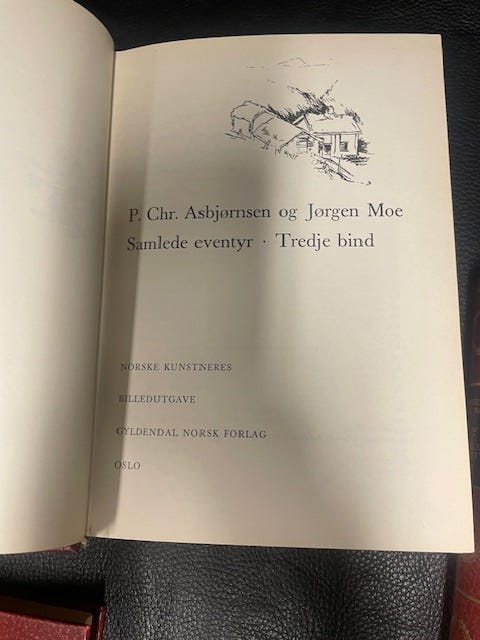 P. Chr. Asbjørnsen og Jørgen Moe
Samlede eventyr · Tredje bind
NORSKE KUNSTNERES
BILLEDUTGAVE
GYLDENDAL NORSK FORLAG
OSLO